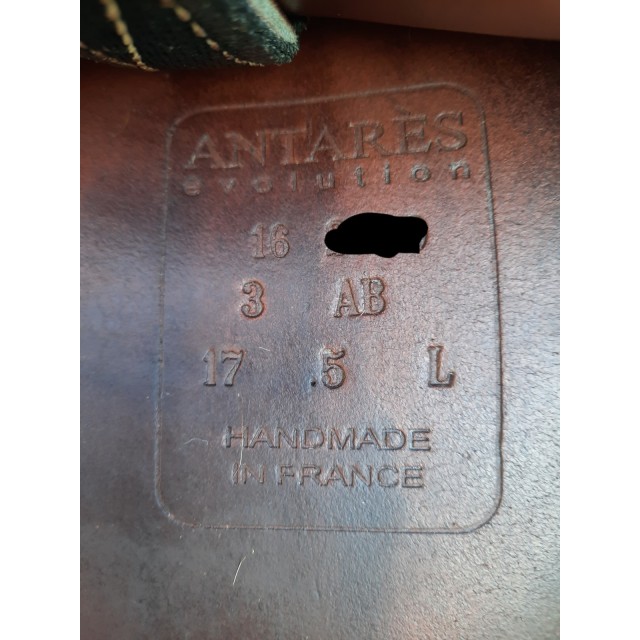 ANTARES
evolution
16
3 AB
17 .5 L
HANDMADE
IN FRANCE